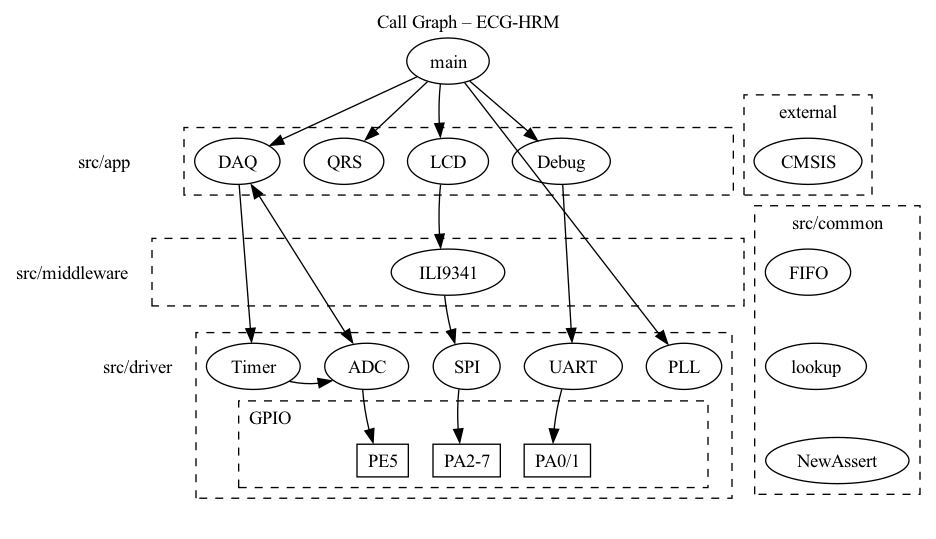 Call Graph – ECG-HRM
main
external
src/app
DAQ
QRS
LCD
Debug
CMSIS
src/common
src/middleware
ILI9341
FIFO
src/driver
Timer
ADC
SPI
UART
PLL
lookup
GPIO
PE5
PA2-7
PA0/1
NewAssert